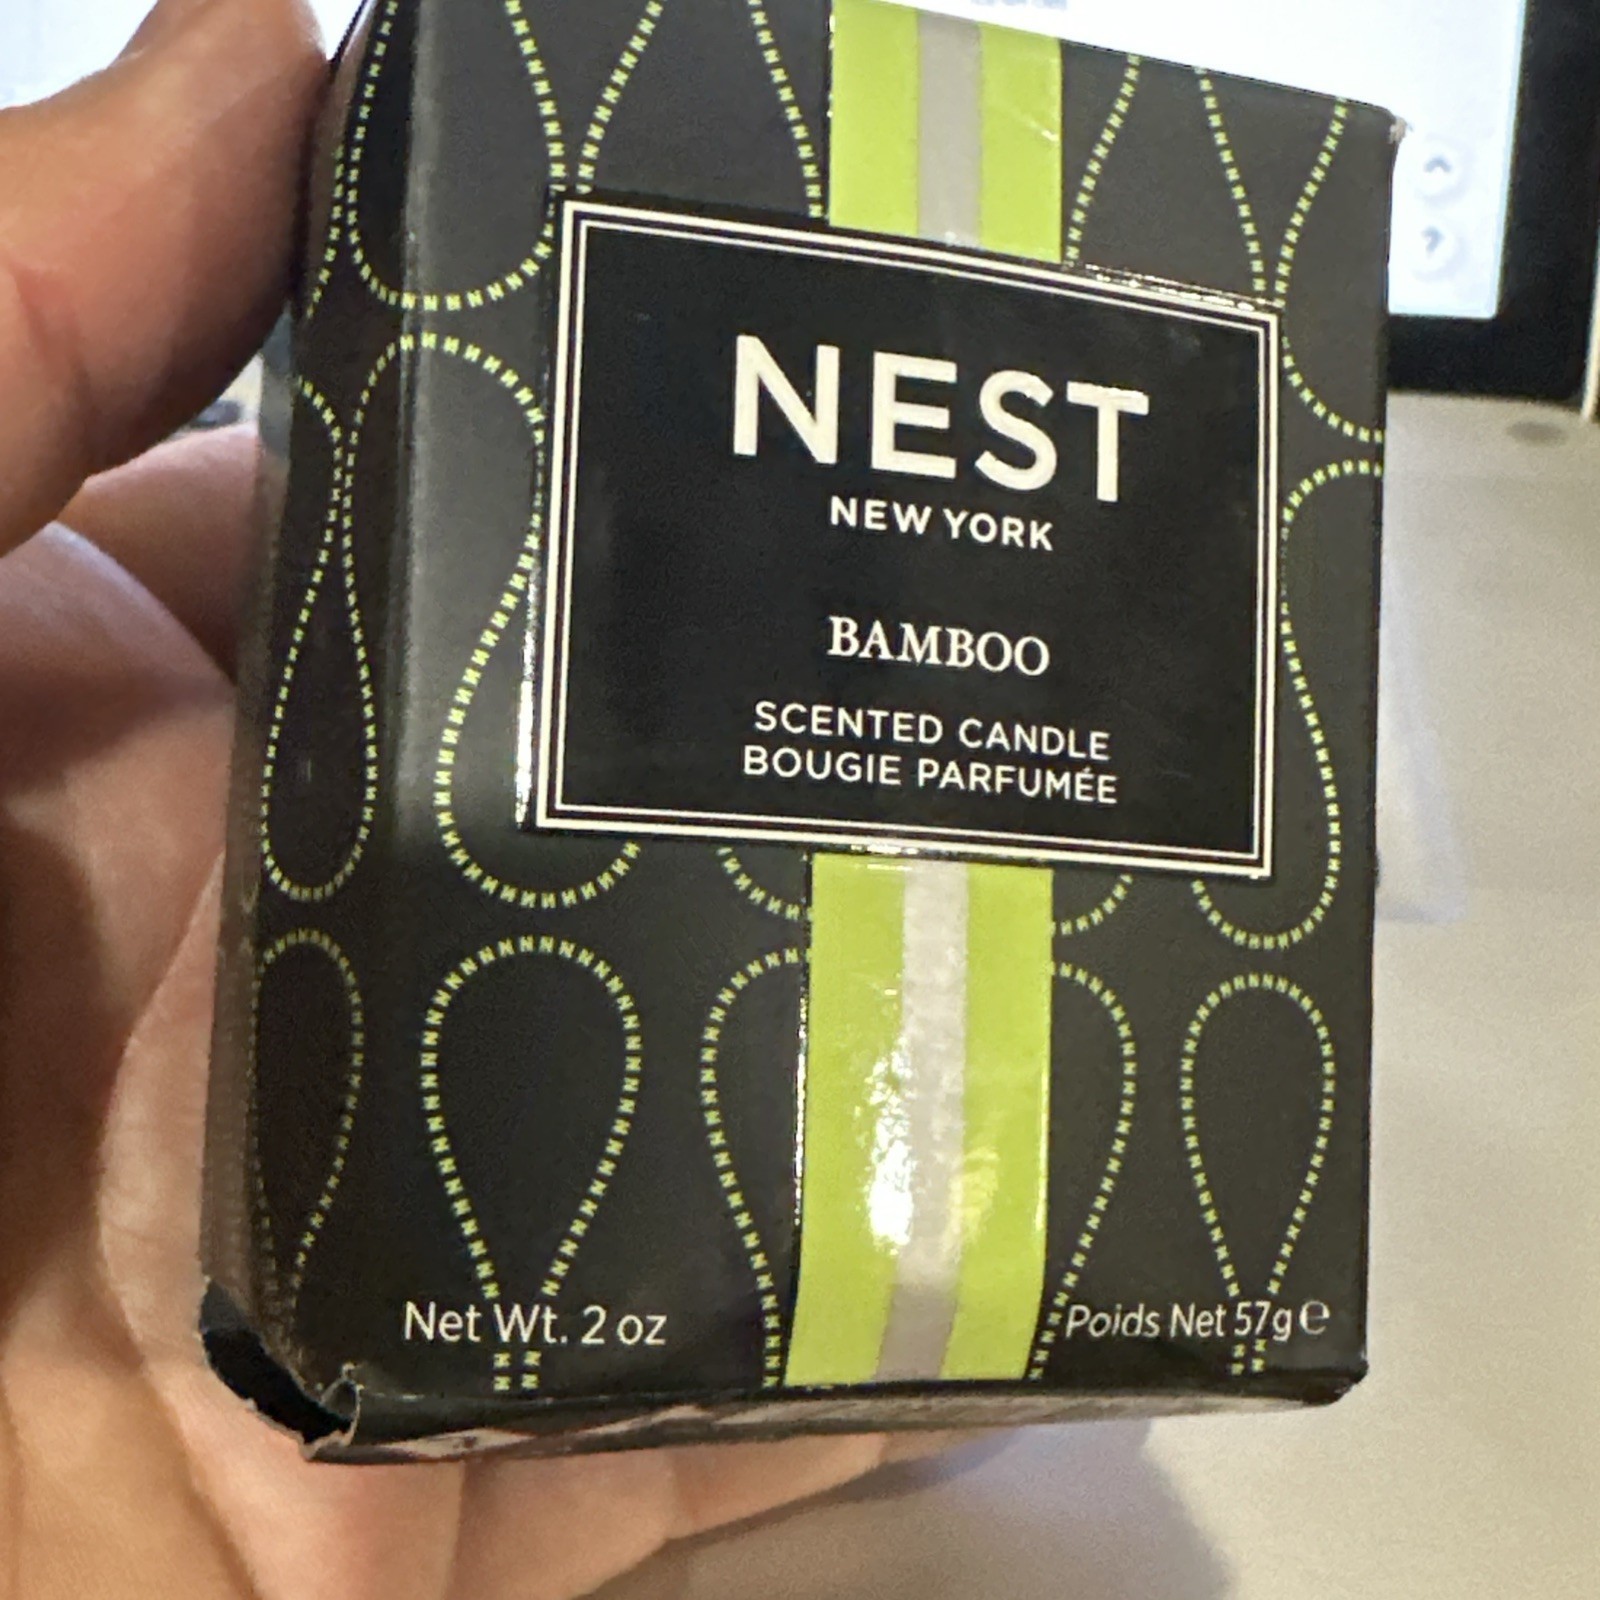 NEST
NEW YORK
BAMBOO
SCENTED CANDLE
BOUGIE PARFUMÉE
Net Wt. 2 oz
Poids Net 57g ℮